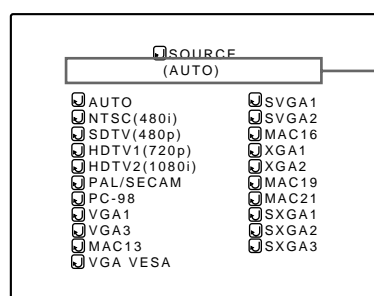 SOURCE
(AUTO)
AUTO
NTSC(480i)
SDTV(480p)
HDTV1(720p)
HDTV2(1080i)
PAL/SECAM
PC-98
VGA1
VGA3
MAC13
VGA VESA
SVGA1
SVGA2
MAC16
XGA1
XGA2
MAC19
MAC21
SXGA1
SXGA2
SXGA3